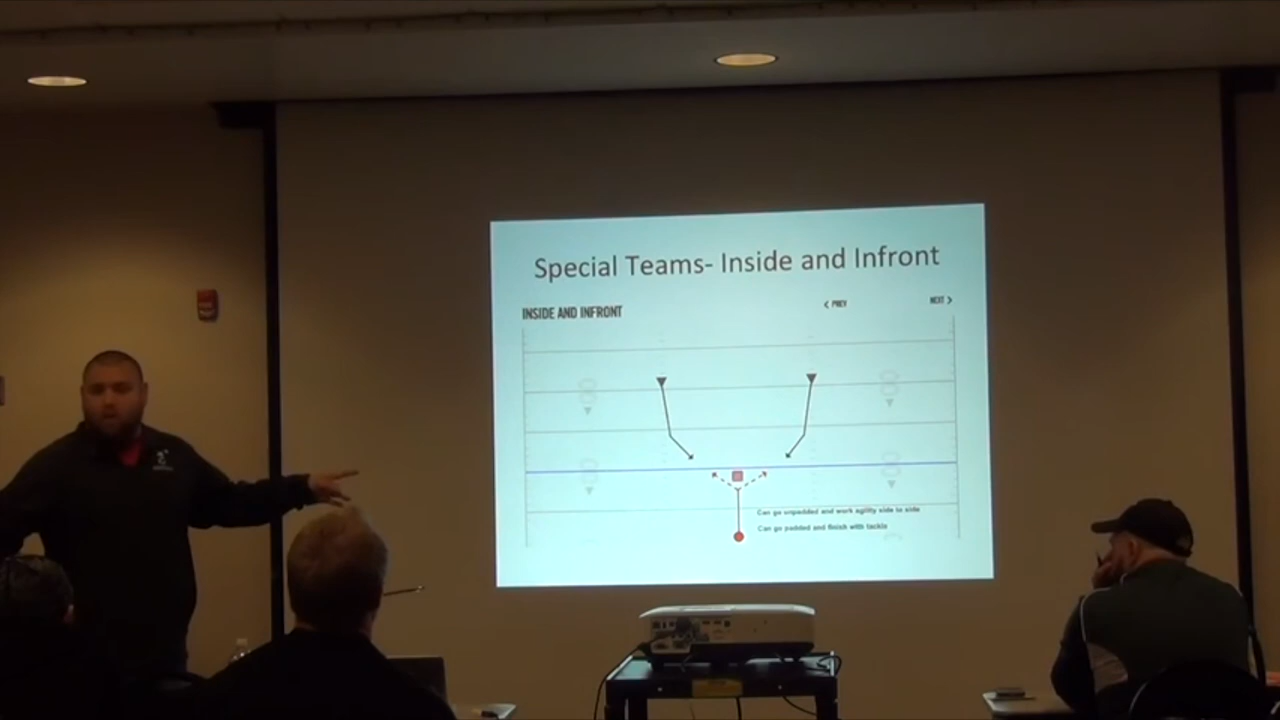 Special Teams- Inside and Infront
INSIDE AND INFRONT
< PREV
NEXT >
Can go unpadded and work agility side to side
Can go padded and finish with tackle